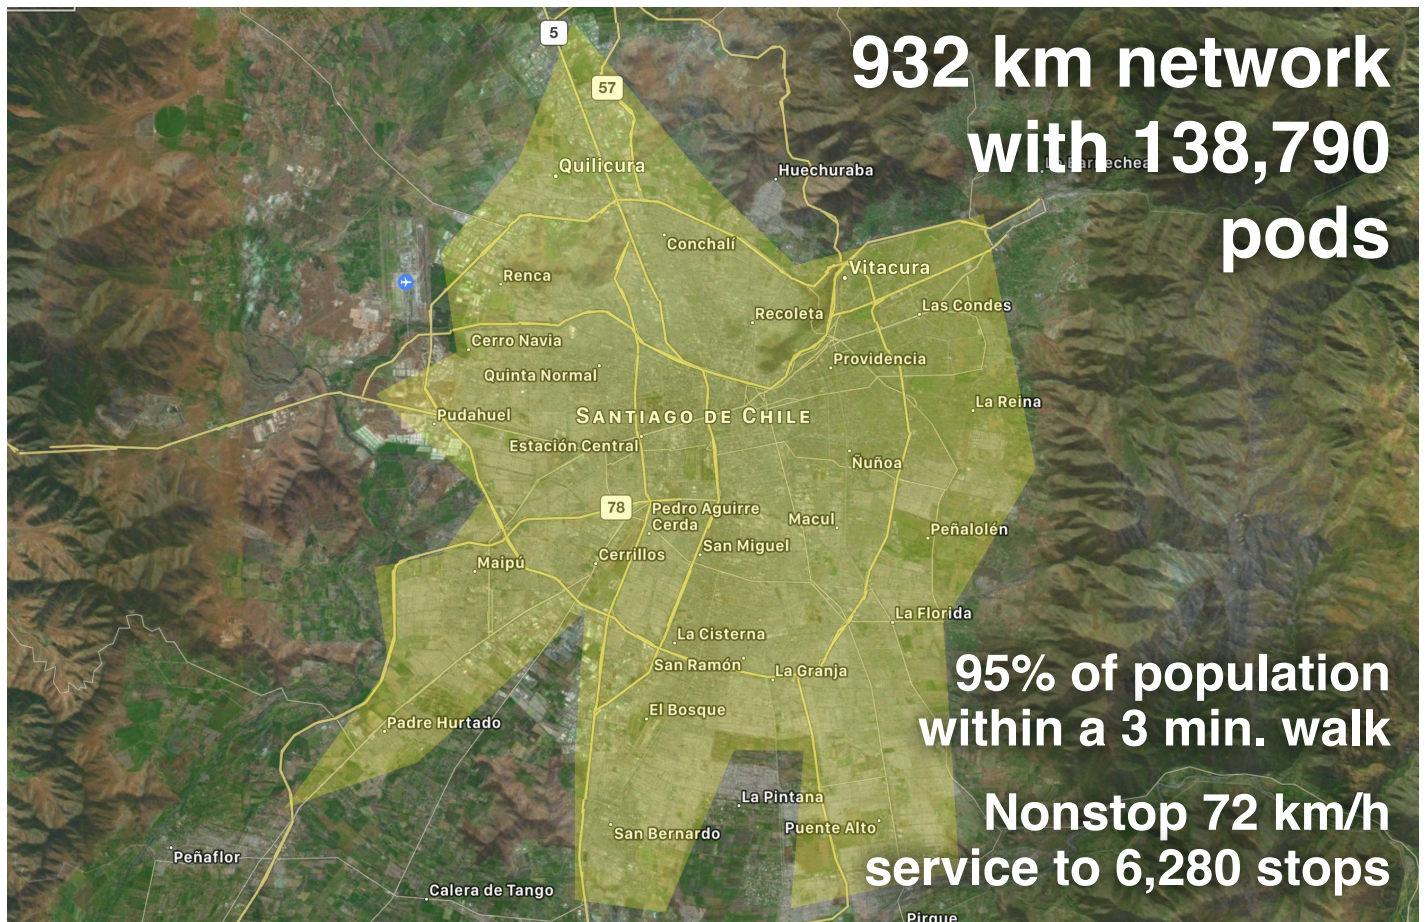 5
57
932 km network
with 138,790
pods
Quilicura
Huechuraba
Lo Barnechea
Conchalí
Renca
Vitacura
Las Condes
Recoleta
Cerro Navia
Providencia
Quinta Normal
La Reina
Pudahuel
SANTIAGO DE CHILE
Estación Central
Ñuñoa
78
Pedro Aguirre
Cerda
Macul
Peñalolén
San Miguel
Cerrillos
Maipú
La Florida
La Cisterna
San Ramón
La Granja
95% of population
within a 3 min. walk
El Bosque
Padre Hurtado
La Pintana
Nonstop 72 km/h
service to 6,280 stops
San Bernardo
Puente Alto
Peñaflor
Calera de Tango
Pirque